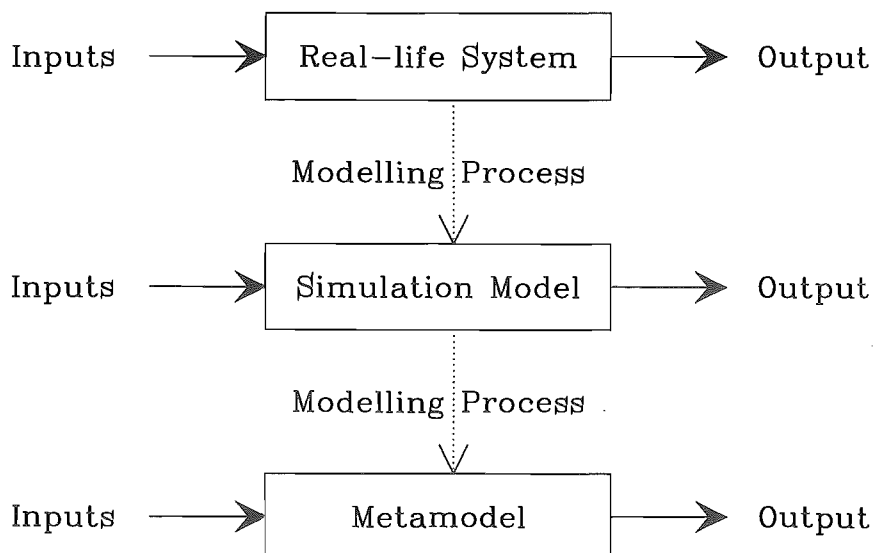 Inputs Real-life System Output
Modelling Process
Inputs Simulation Model Output
Modelling Process
Inputs Metamodel Output